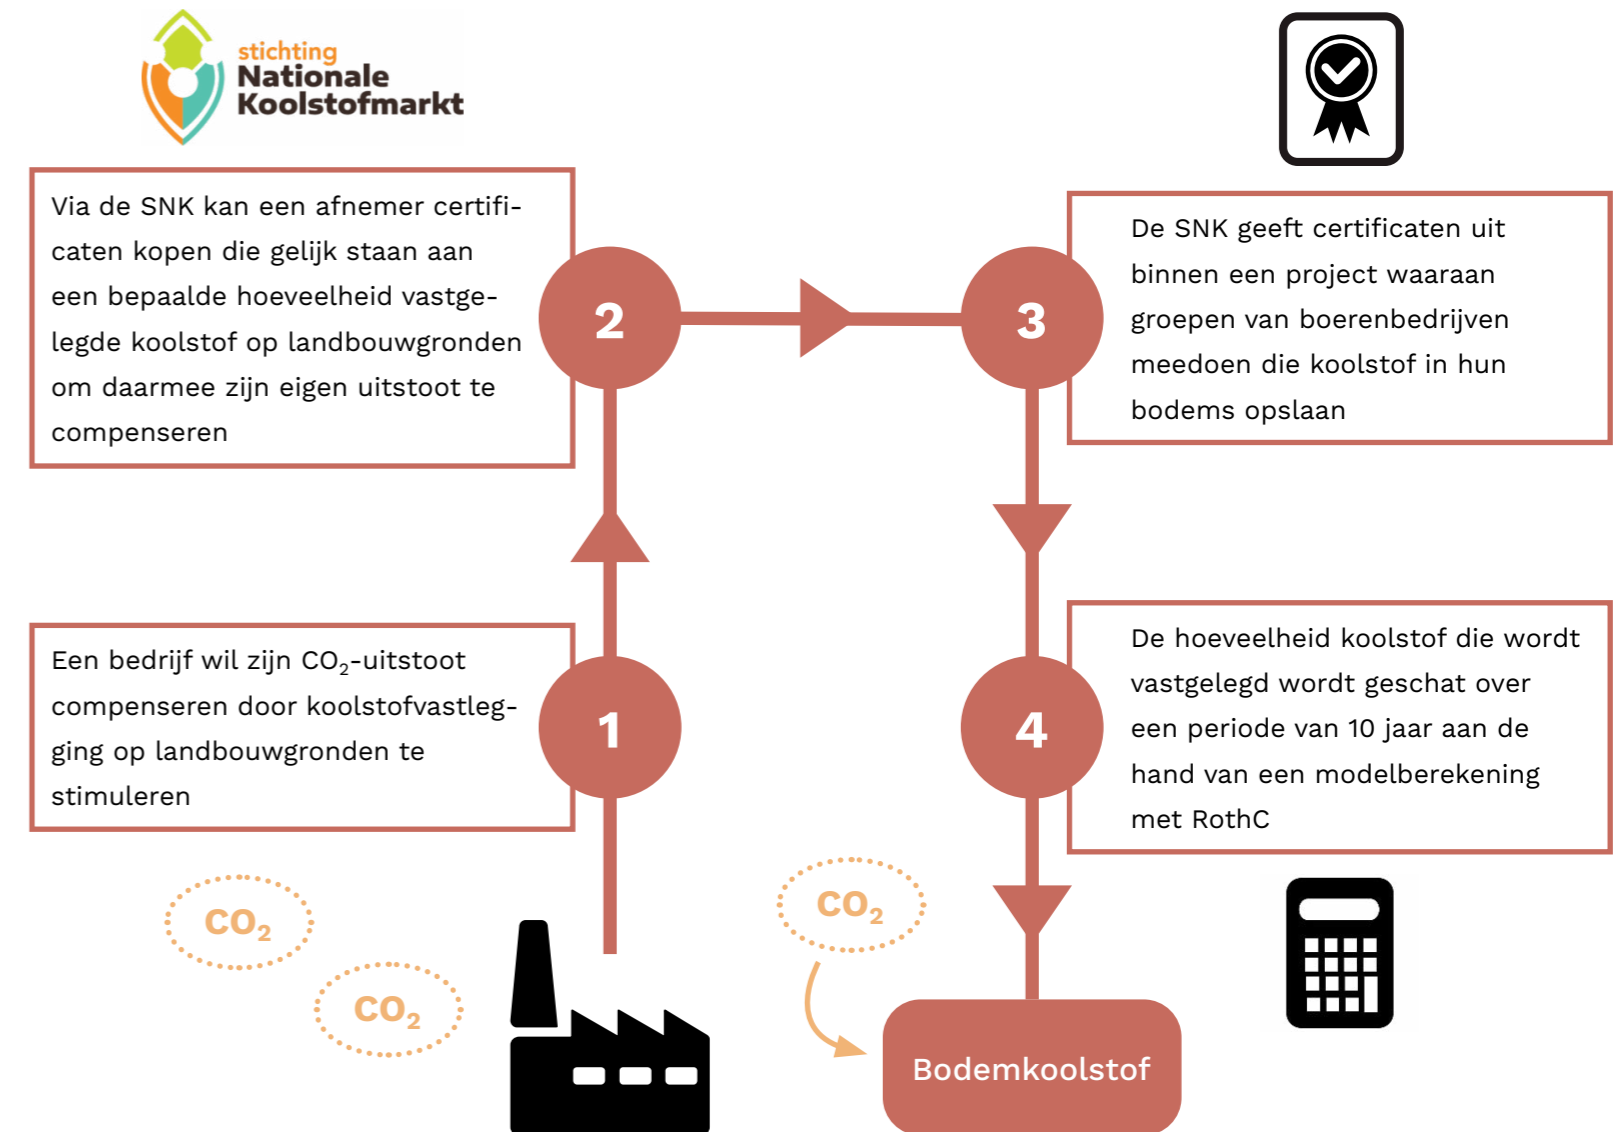 stichting
Nationale
Koolstofmarkt
Via de SNK kan een afnemer certifi-
caten kopen die gelijk staan aan
een bepaalde hoeveelheid vastge-
legde koolstof op landbouwgronden
om daarmee zijn eigen uitstoot te
compenseren
2
3
De SNK geeft certificaten uit
binnen een project waaraan
groepen van boerenbedrijven
meedoen die koolstof in hun
bodems opslaan
Een bedrijf wil zijn CO₂-uitstoot
compenseren door koolstofvastleg-
ging op landbouwgronden te
stimuleren
1
4
De hoeveelheid koolstof die wordt
vastgelegd wordt geschat over
een periode van 10 jaar aan de
hand van een modelberekening
met RothC
CO₂
CO₂
CO₂
Bodemkoolstof